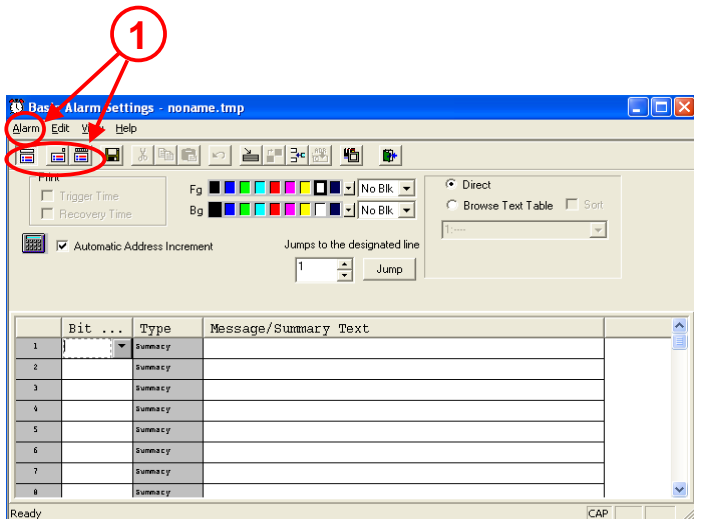 1
Basic Alarm Settings - noname.tmp
Alarm Edit View Help
Print
Trigger Time
Recovery Time
Fg
No Blk
Bg
No Blk
Direct
Browse Text Table
Sort
1:----
Automatic Address Increment
Jumps to the designated line
1
Jump
Bit ... Type Message/Summary Text
1 Summary
2 Summary
3 Summary
4 Summary
5 Summary
6 Summary
7 Summary
8 Summary
Ready
CAP